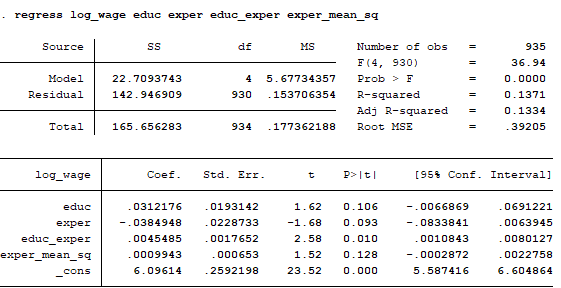 . regress log_wage educ exper educ_exper exper_mean_sq
Source SS df MS Number of obs = 935
F(4, 930) = 36.94
Model 22.7093743 4 5.67734357 Prob > F = 0.0000
Residual 142.946909 930 .153706354 R-squared = 0.1371
Adj R-squared = 0.1334
Total 165.656283 934 .177362188 Root MSE = .39205
log_wage Coef. Std. Err. t P>|t| [95% Conf. Interval]
educ .0312176 .0193142 1.62 0.106 -.0066869 .0691221
exper -.0384948 .0228733 -1.68 0.093 -.0833841 .0063945
educ_exper .0045485 .0017652 2.58 0.010 .0010843 .0080127
exper_mean_sq .0009943 .000653 1.52 0.128 -.0002872 .0022758
_cons 6.09614 .2592198 23.52 0.000 5.587416 6.604864